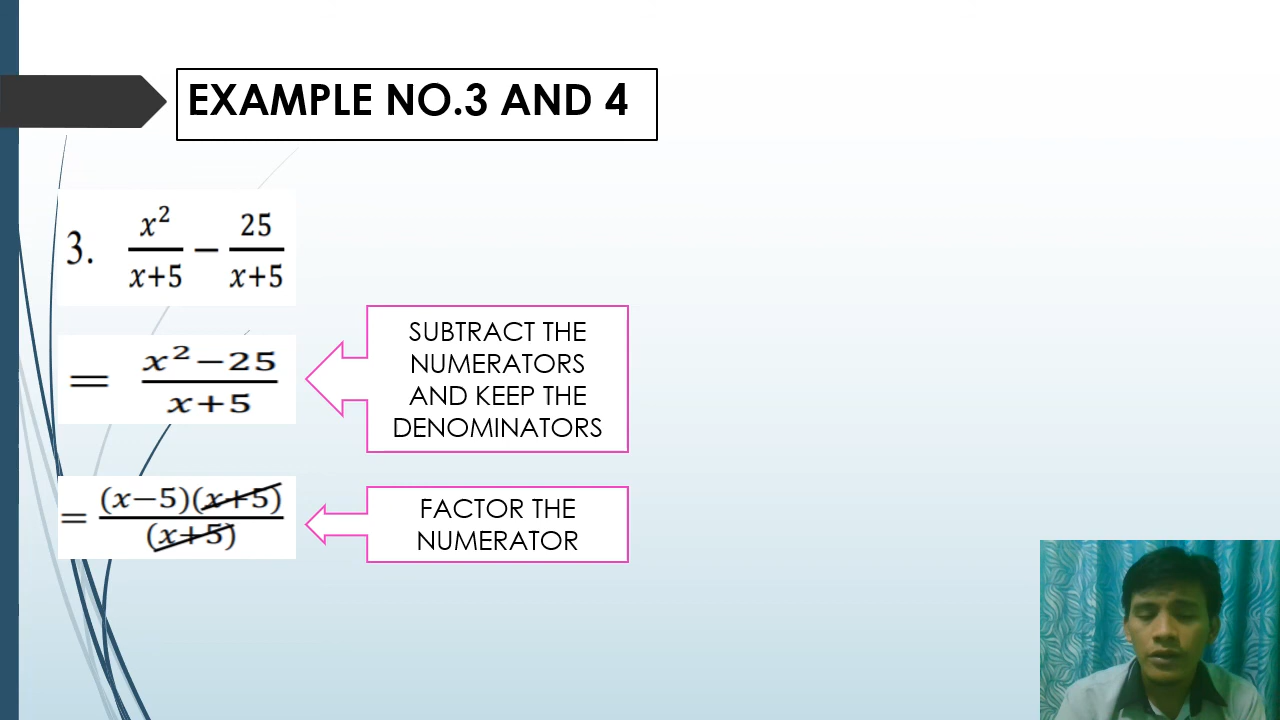 EXAMPLE NO.3 AND 4
3. x²/x+5 − 25/x+5
= x²−25/x+5
SUBTRACT THE
NUMERATORS
AND KEEP THE
DENOMINATORS
= (x−5)(x+5)/(x+5)
FACTOR THE
NUMERATOR